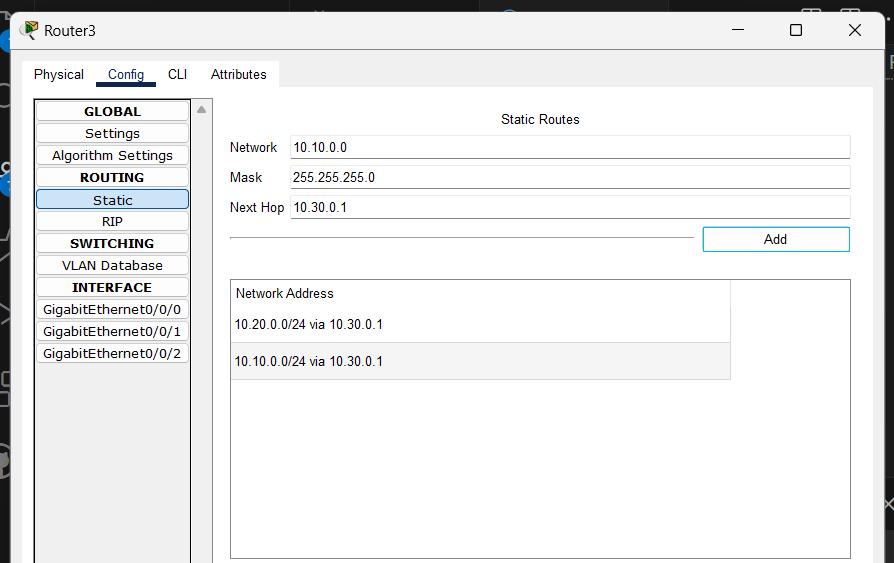 Router3
Physical Config CLI Attributes
GLOBAL
Settings
Algorithm Settings
ROUTING
Static
RIP
SWITCHING
VLAN Database
INTERFACE
GigabitEthernet0/0/0
GigabitEthernet0/0/1
GigabitEthernet0/0/2
Static Routes
Network 10.10.0.0
Mask 255.255.255.0
Next Hop 10.30.0.1
Add
Network Address
10.20.0.0/24 via 10.30.0.1
10.10.0.0/24 via 10.30.0.1